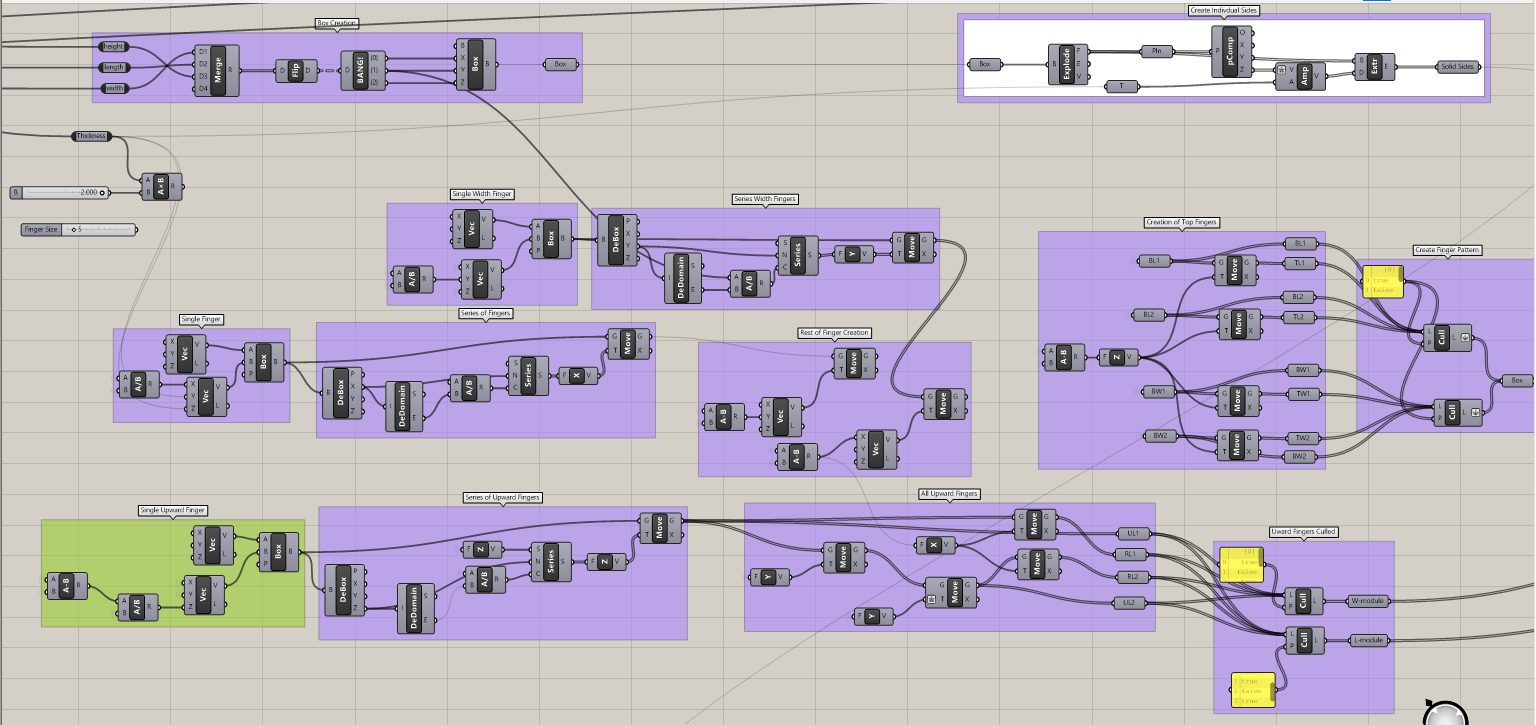 Box Creation
height
length
width
D1
D2
D3
D4
Merge
R
D
Flip
D
D
BANG!
{0}
{1}
{2}
B
X
Y
Z
Box
B
Box
Create Indivdual Sides
Box
B
Explode
F
E
V
Pln
T
P
pComp
O
X
Y
Z
V
A
Amp
V
B
D
Extr
E
Solid Sides
Thickness
A
B
A×B
R
B
2.000
Finger Size
5
Single Width Finger
X
Y
Z
Vec
V
L
A
B
A/B
R
X
Y
Z
Vec
V
L
A
B
P
Box
B
Series Width Fingers
B
DeBox
P
X
Y
Z
I
DeDomain
S
E
A
B
A/B
R
S
N
C
Series
S
F
Y
V
G
T
Move
G
X
Single Finger
X
Y
Z
Vec
V
L
A
B
A/B
R
X
Y
Z
Vec
V
L
A
B
P
Box
B
Series of Fingers
B
DeBox
P
X
Y
Z
I
DeDomain
S
E
A
B
A/B
R
S
N
C
Series
S
F
X
V
G
T
Move
G
X
Rest of Finger Creation
G
T
Move
G
X
A
B
A-B
R
X
Y
Z
Vec
V
L
A
B
A-B
R
X
Y
Z
Vec
V
L
G
T
Move
G
X
Creation of Top Fingers
BL1
BL2
A
B
A-B
R
F
Z
V
BW1
BW2
G
T
Move
G
X
G
T
Move
G
X
G
T
Move
G
X
G
T
Move
G
X
BL1
TL1
BL2
TL2
BW1
TW1
TW2
BW2
Create Finger Pattern
{0}
0 true
1 false
L
P
Cull
L
L
P
Cull
L
Box
Single Upward Finger
A
B
A-B
R
A
B
A/B
R
X
Y
Z
Vec
V
L
X
Y
Z
Vec
V
L
A
B
P
Box
B
Series of Upward Fingers
B
DeBox
P
X
Y
Z
I
DeDomain
S
E
F
Z
V
A
B
A/B
R
S
N
C
Series
S
F
Z
V
G
T
Move
G
X
All Upward Fingers
F
Y
V
G
T
Move
G
X
F
Y
V
F
X
V
G
T
Move
G
X
G
T
Move
G
X
G
T
Move
G
X
UL1
RL1
RL2
UL2
Uward Fingers Culled
{0}
0 true
1 false
L
P
Cull
L
W-module
L
P
Cull
L
L-module
1 true
2 false
3 true